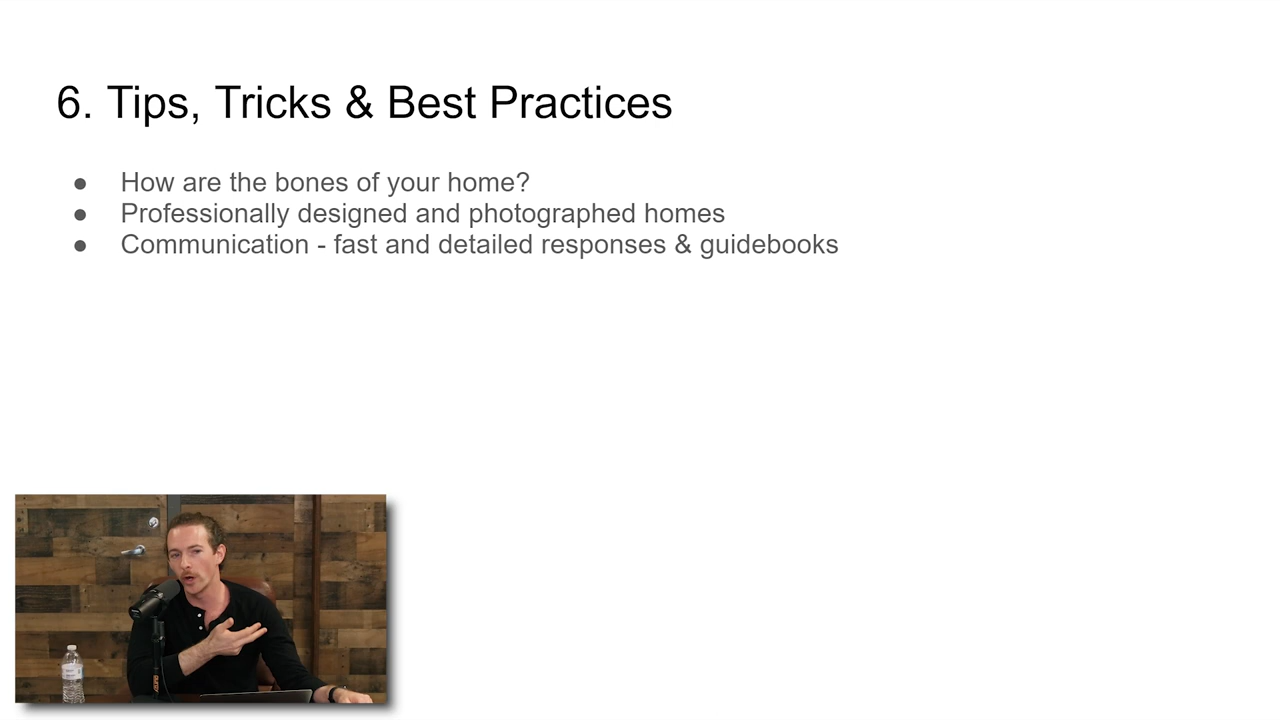 6. Tips, Tricks & Best Practices
● How are the bones of your home?
● Professionally designed and photographed homes
● Communication - fast and detailed responses & guidebooks